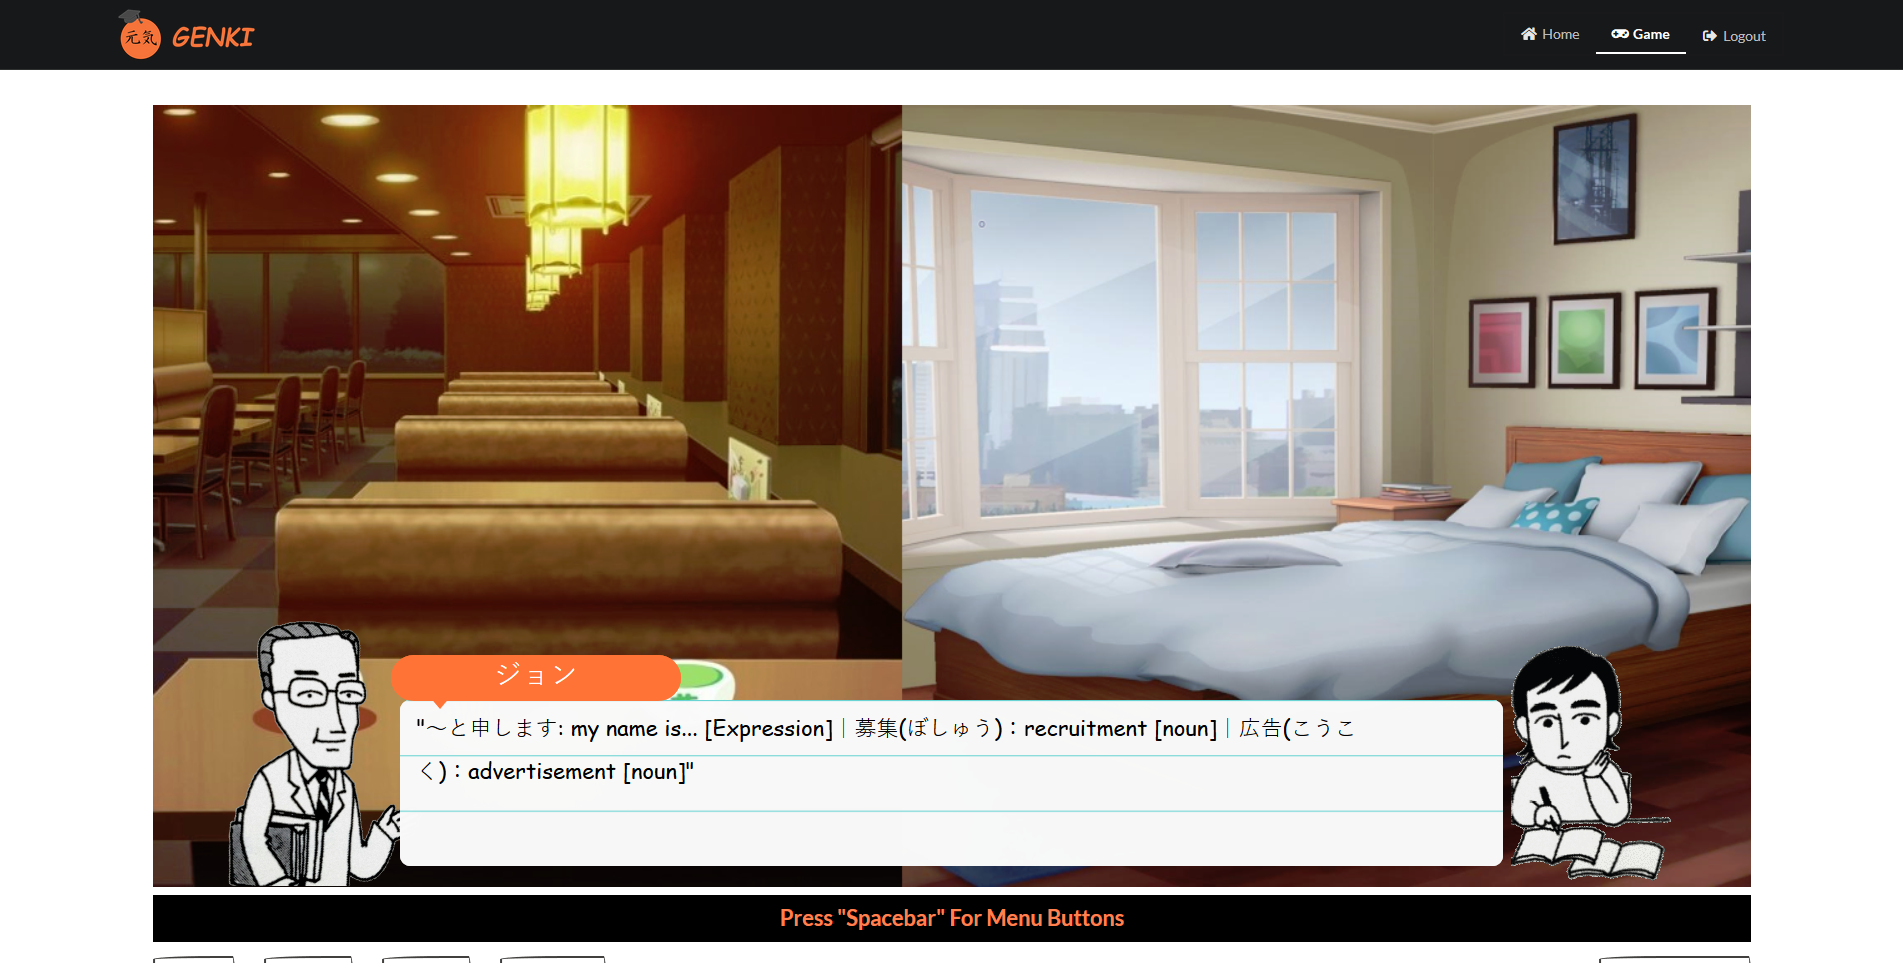 元気 GENKI
Home
Game
Logout
ジョン
"～と申します: my name is... [Expression]｜募集(ぼしゅう)：recruitment [noun]｜広告(こうこ
く)：advertisement [noun]"
Press "Spacebar" For Menu Buttons